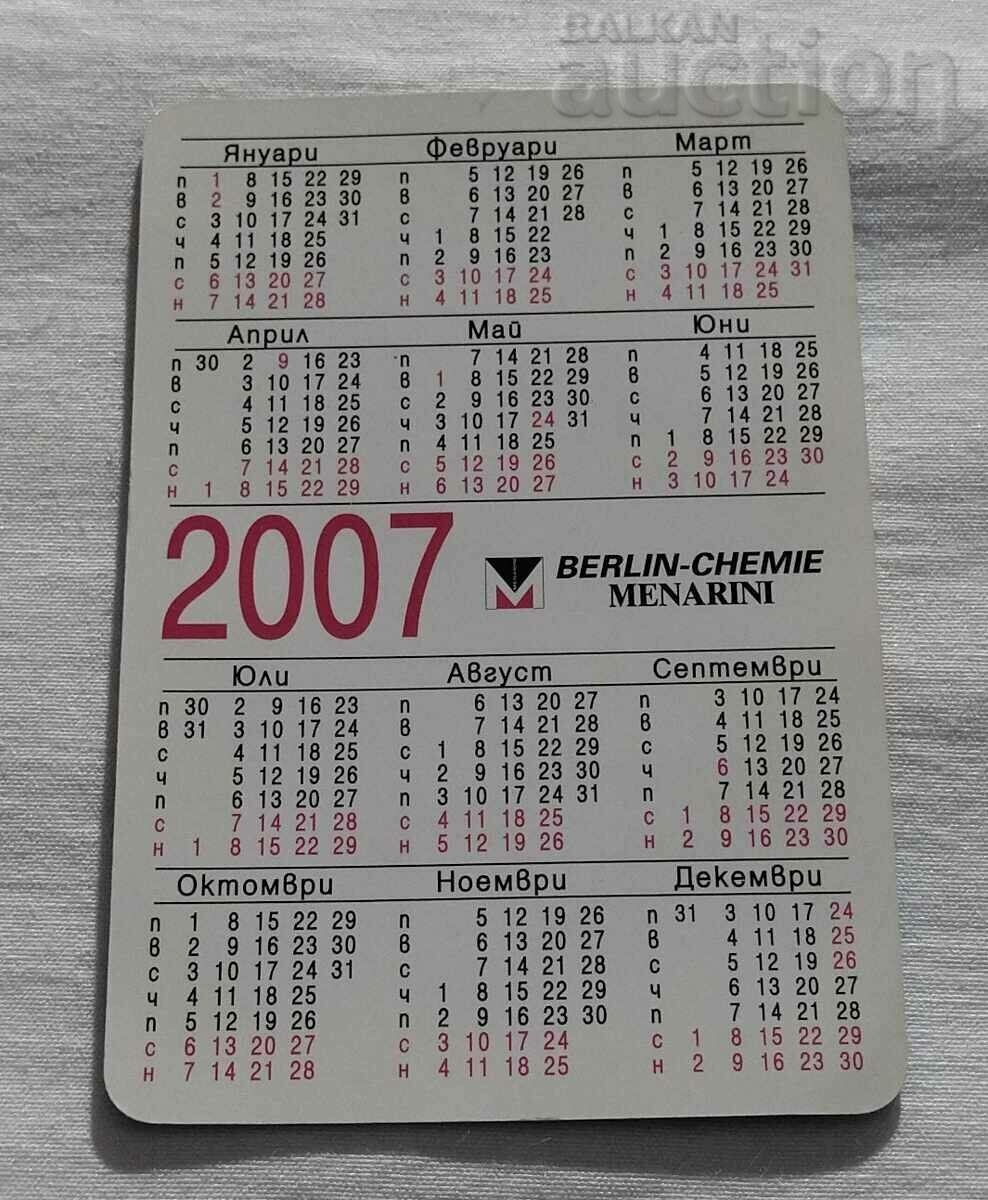 BALKAN
auction
Януари Февруари Март
п 1 8 15 22 29 п 5 12 19 26 п 5 12 19 26
в 2 9 16 23 30 в 6 13 20 27 в 6 13 20 27
с 3 10 17 24 31 с 7 14 21 28 с 7 14 21 28
ч 4 11 18 25 ч 1 8 15 22 ч 1 8 15 22 29
п 5 12 19 26 п 2 9 16 23 п 2 9 16 23 30
с 6 13 20 27 с 3 10 17 24 с 3 10 17 24 31
н 7 14 21 28 н 4 11 18 25 н 4 11 18 25
Април Май Юни
п 30 2 9 16 23 п 7 14 21 28 п 4 11 18 25
в 3 10 17 24 в 1 8 15 22 29 в 5 12 19 26
с 4 11 18 25 с 2 9 16 23 30 с 6 13 20 27
ч 5 12 19 26 ч 3 10 17 24 31 ч 7 14 21 28
п 6 13 20 27 п 4 11 18 25 п 1 8 15 22 29
с 7 14 21 28 с 5 12 19 26 с 2 9 16 23 30
н 1 8 15 22 29 н 6 13 20 27 н 3 10 17 24
2007 BERLIN-CHEMIE
MENARINI
Юли Август Септември
п 30 2 9 16 23 п 6 13 20 27 п 3 10 17 24
в 31 3 10 17 24 в 7 14 21 28 в 4 11 18 25
с 4 11 18 25 с 1 8 15 22 29 с 5 12 19 26
ч 5 12 19 26 ч 2 9 16 23 30 ч 6 13 20 27
п 6 13 20 27 п 3 10 17 24 31 п 7 14 21 28
с 7 14 21 28 с 4 11 18 25 с 1 8 15 22 29
н 1 8 15 22 29 н 5 12 19 26 н 2 9 16 23 30
Октомври Ноември Декември
п 1 8 15 22 29 п 5 12 19 26 п 31 3 10 17 24
в 2 9 16 23 30 в 6 13 20 27 в 4 11 18 25
с 3 10 17 24 31 с 7 14 21 28 с 5 12 19 26
ч 4 11 18 25 ч 1 8 15 22 29 ч 6 13 20 27
п 5 12 19 26 п 2 9 16 23 30 п 7 14 21 28
с 6 13 20 27 с 3 10 17 24 с 1 8 15 22 29
н 7 14 21 28 н 4 11 18 25 н 2 9 16 23 30